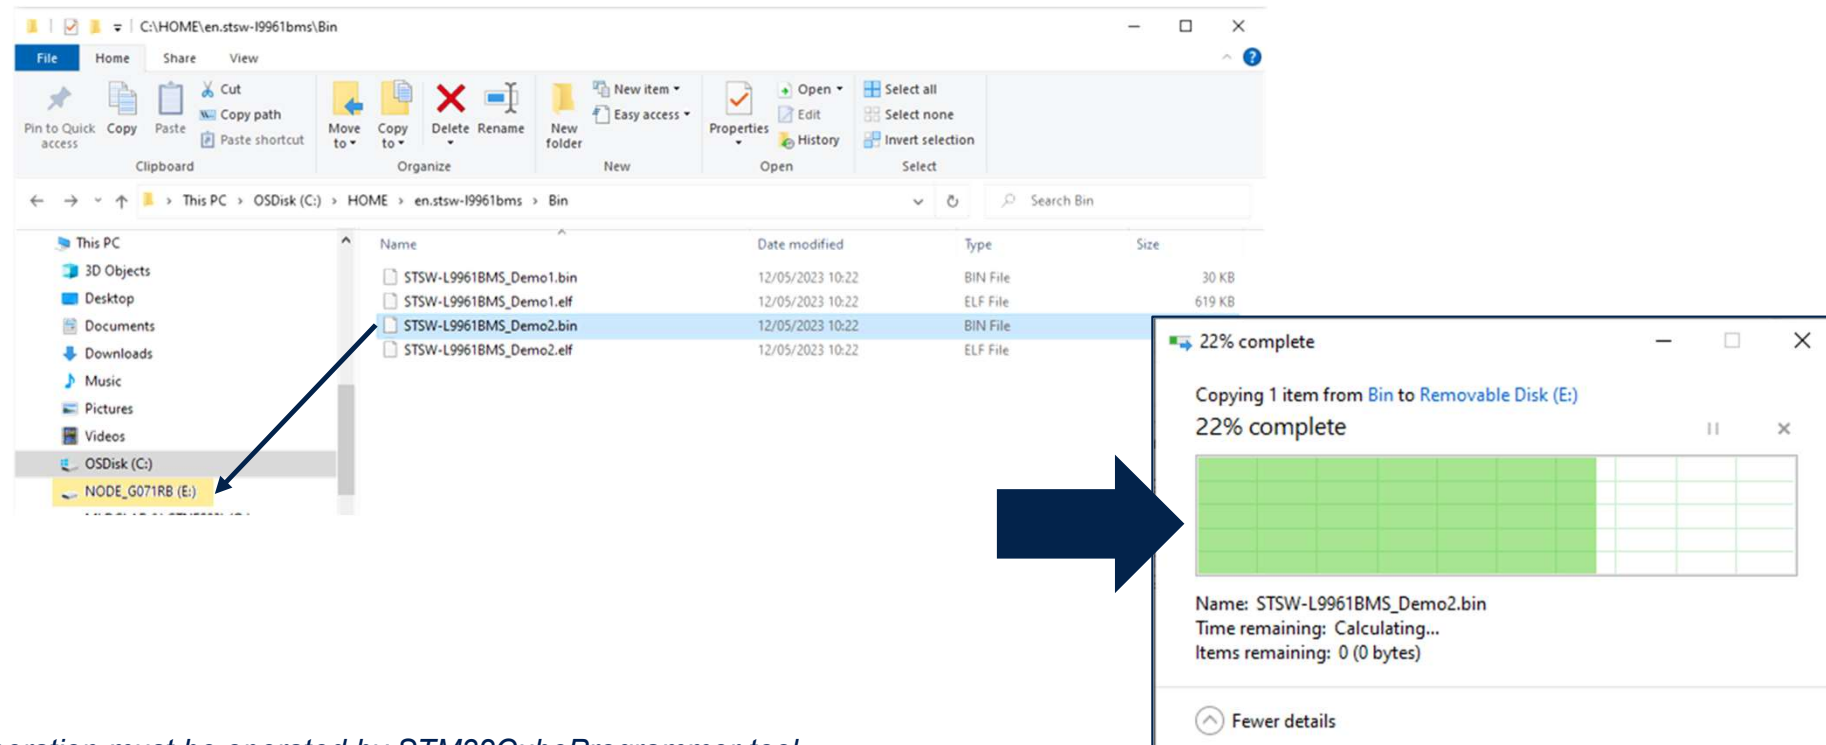 C:\HOME\en.stsw-l9961bms\Bin
File Home Share View
Pin to Quick access
Copy
Paste
Cut
Copy path
Paste shortcut
Clipboard
Move to
Copy to
Delete
Rename
Organize
New folder
New item
Easy access
New
Properties
Open
Edit
History
Open
Select all
Select none
Invert selection
Select
This PC > OSDisk (C:) > HOME > en.stsw-l9961bms > Bin
Search Bin
This PC
3D Objects
Desktop
Documents
Downloads
Music
Pictures
Videos
OSDisk (C:)
NODE_G071RB (E:)
Name Date modified Type Size
STSW-L9961BMS_Demo1.bin 12/05/2023 10:22 BIN File 30 KB
STSW-L9961BMS_Demo1.elf 12/05/2023 10:22 ELF File 619 KB
STSW-L9961BMS_Demo2.bin 12/05/2023 10:22 BIN File
STSW-L9961BMS_Demo2.elf 12/05/2023 10:22 ELF File
22% complete
Copying 1 item from Bin to Removable Disk (E:)
22% complete
Name: STSW-L9961BMS_Demo2.bin
Time remaining: Calculating...
Items remaining: 0 (0 bytes)
Fewer details
must be operated by STM32CubeProgrammer tool